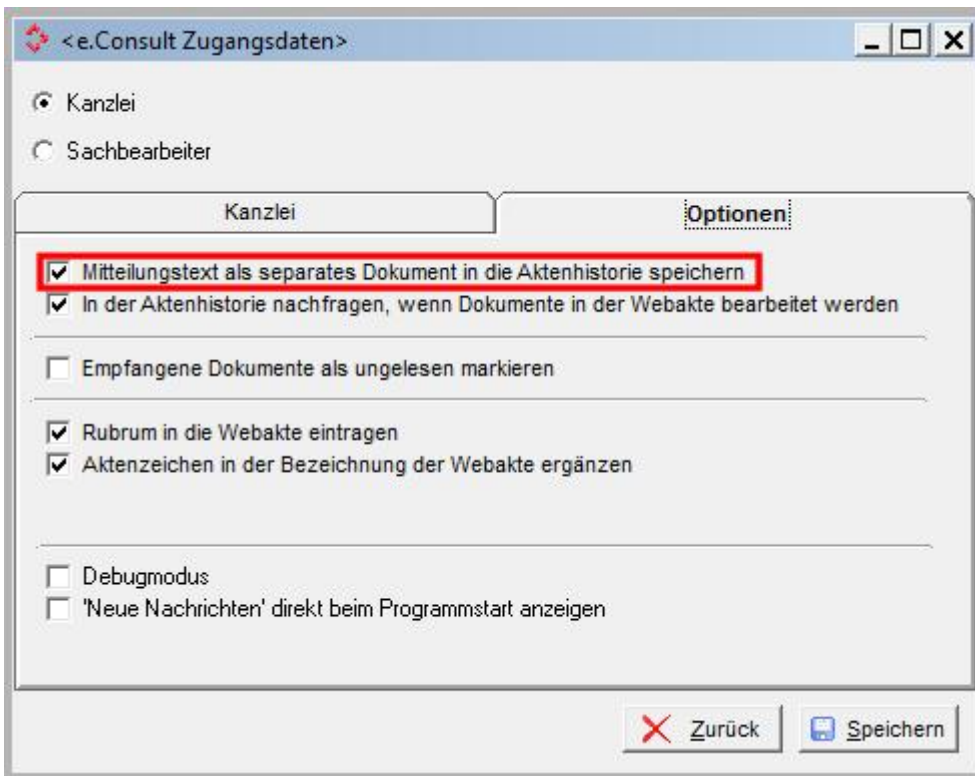 <e.Consult Zugangsdaten>
Kanzlei
Sachbearbeiter
Kanzlei Optionen
Mitteilungstext als separates Dokument in die Aktenhistorie speichern
In der Aktenhistorie nachfragen, wenn Dokumente in der Webakte bearbeitet werden
Empfangene Dokumente als ungelesen markieren
Rubrum in die Webakte eintragen
Aktenzeichen in der Bezeichnung der Webakte ergänzen
Debugmodus
'Neue Nachrichten' direkt beim Programmstart anzeigen
Zurück Speichern